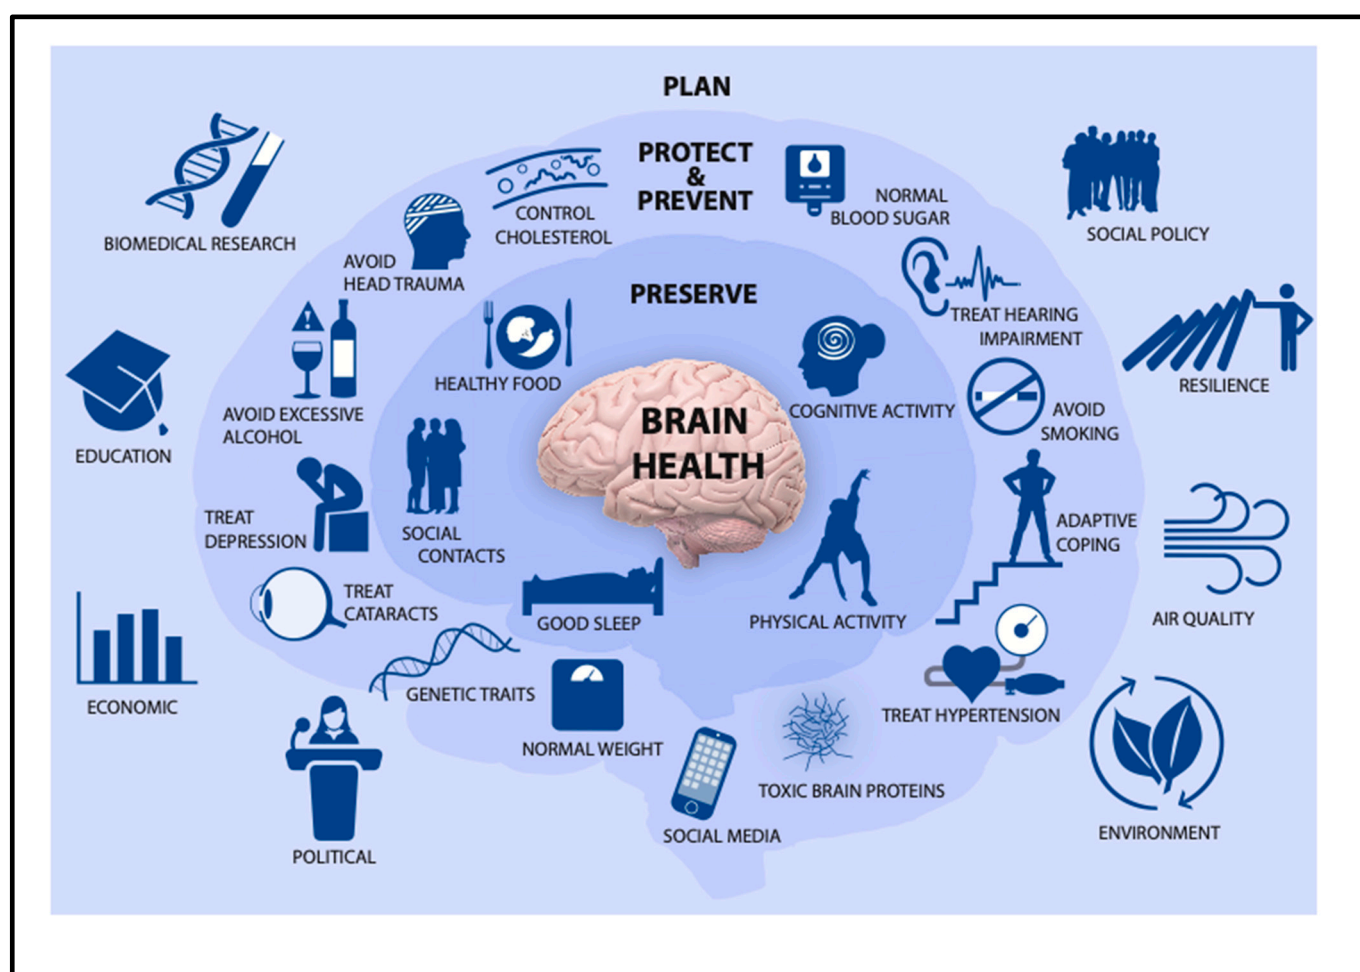 PLAN
PROTECT
&
PREVENT
CONTROL
CHOLESTEROL
NORMAL
BLOOD SUGAR
SOCIAL POLICY
BIOMEDICAL RESEARCH
AVOID
HEAD TRAUMA
PRESERVE
TREAT HEARING
IMPAIRMENT
RESILIENCE
HEALTHY FOOD
COGNITIVE ACTIVITY
AVOID
SMOKING
AVOID EXCESSIVE
ALCOHOL
EDUCATION
BRAIN
HEALTH
TREAT
DEPRESSION
SOCIAL
CONTACTS
ADAPTIVE
COPING
TREAT
CATARACTS
GOOD SLEEP
PHYSICAL ACTIVITY
AIR QUALITY
ECONOMIC
GENETIC TRAITS
NORMAL WEIGHT
TREAT HYPERTENSION
TOXIC BRAIN PROTEINS
SOCIAL MEDIA
ENVIRONMENT
POLITICAL